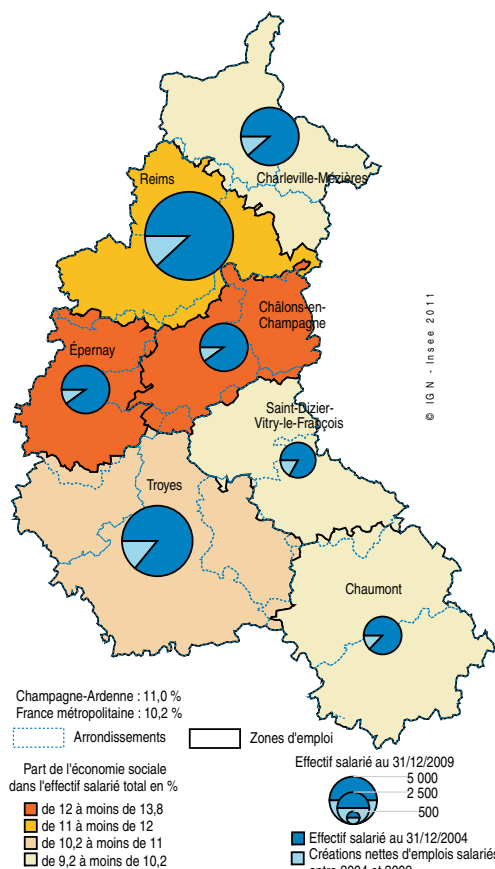 Charleville-Mézières
Reims
Châlons-en-
Champagne
Épernay
Saint-Dizier-
Vitry-le-François
Troyes
Chaumont
© IGN - Insee 2011
Champagne-Ardenne : 11,0 %
France métropolitaine : 10,2 %
Arrondissements
Zones d'emploi
Part de l'économie sociale
dans l'effectif salarié total en %
de 12 à moins de 13,8
de 11 à moins de 12
de 10,2 à moins de 11
de 9,2 à moins de 10,2
Effectif salarié au 31/12/2009
5 000
2 500
500
Effectif salarié au 31/12/2004
Créations nettes d'emplois salariés
entre 2004 et 2009